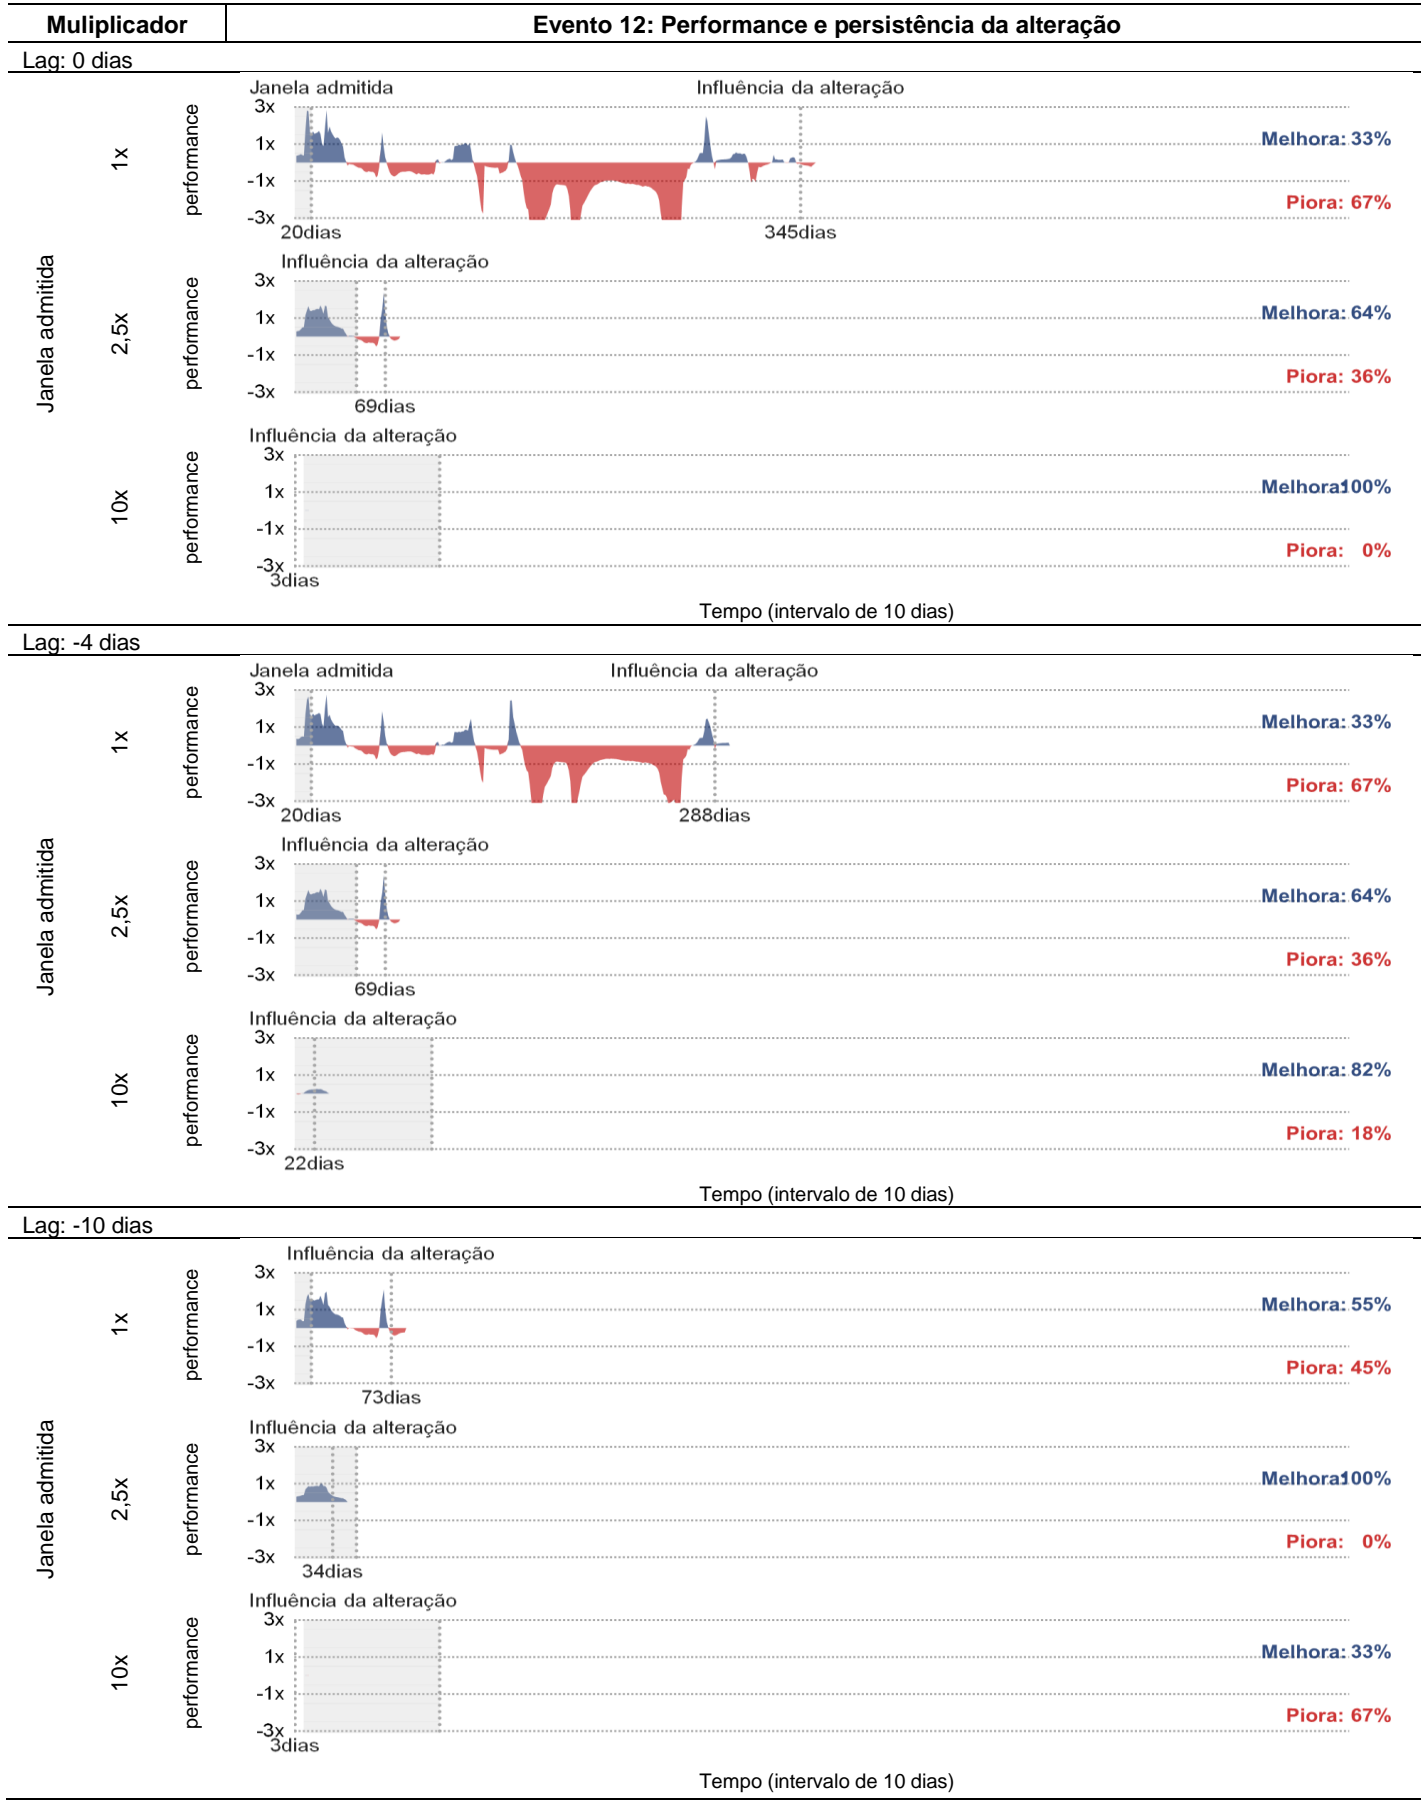 Muliplicador Evento 12: Performance e persistência da alteração
Lag: 0 dias
Janela admitida
1x
performance
Janela admitida Influência da alteração
3x
1x
-1x
-3x
Melhora: 33%
Piora: 67%
20dias 345dias
2,5x
performance
Influência da alteração
3x
1x
-1x
-3x
Melhora: 64%
Piora: 36%
69dias
10x
performance
Influência da alteração
3x
1x
-1x
-3x
Melhora:100%
Piora: 0%
3dias
Tempo (intervalo de 10 dias)
Lag: -4 dias
Janela admitida
1x
performance
Janela admitida Influência da alteração
3x
1x
-1x
-3x
Melhora: 33%
Piora: 67%
20dias 288dias
2,5x
performance
Influência da alteração
3x
1x
-1x
-3x
Melhora: 64%
Piora: 36%
69dias
10x
performance
Influência da alteração
3x
1x
-1x
-3x
Melhora: 82%
Piora: 18%
22dias
Tempo (intervalo de 10 dias)
Lag: -10 dias
Janela admitida
1x
performance
Influência da alteração
3x
1x
-1x
-3x
Melhora: 55%
Piora: 45%
73dias
2,5x
performance
Influência da alteração
3x
1x
-1x
-3x
Melhora:100%
Piora: 0%
34dias
10x
performance
Influência da alteração
3x
1x
-1x
-3x
Melhora: 33%
Piora: 67%
3dias
Tempo (intervalo de 10 dias)